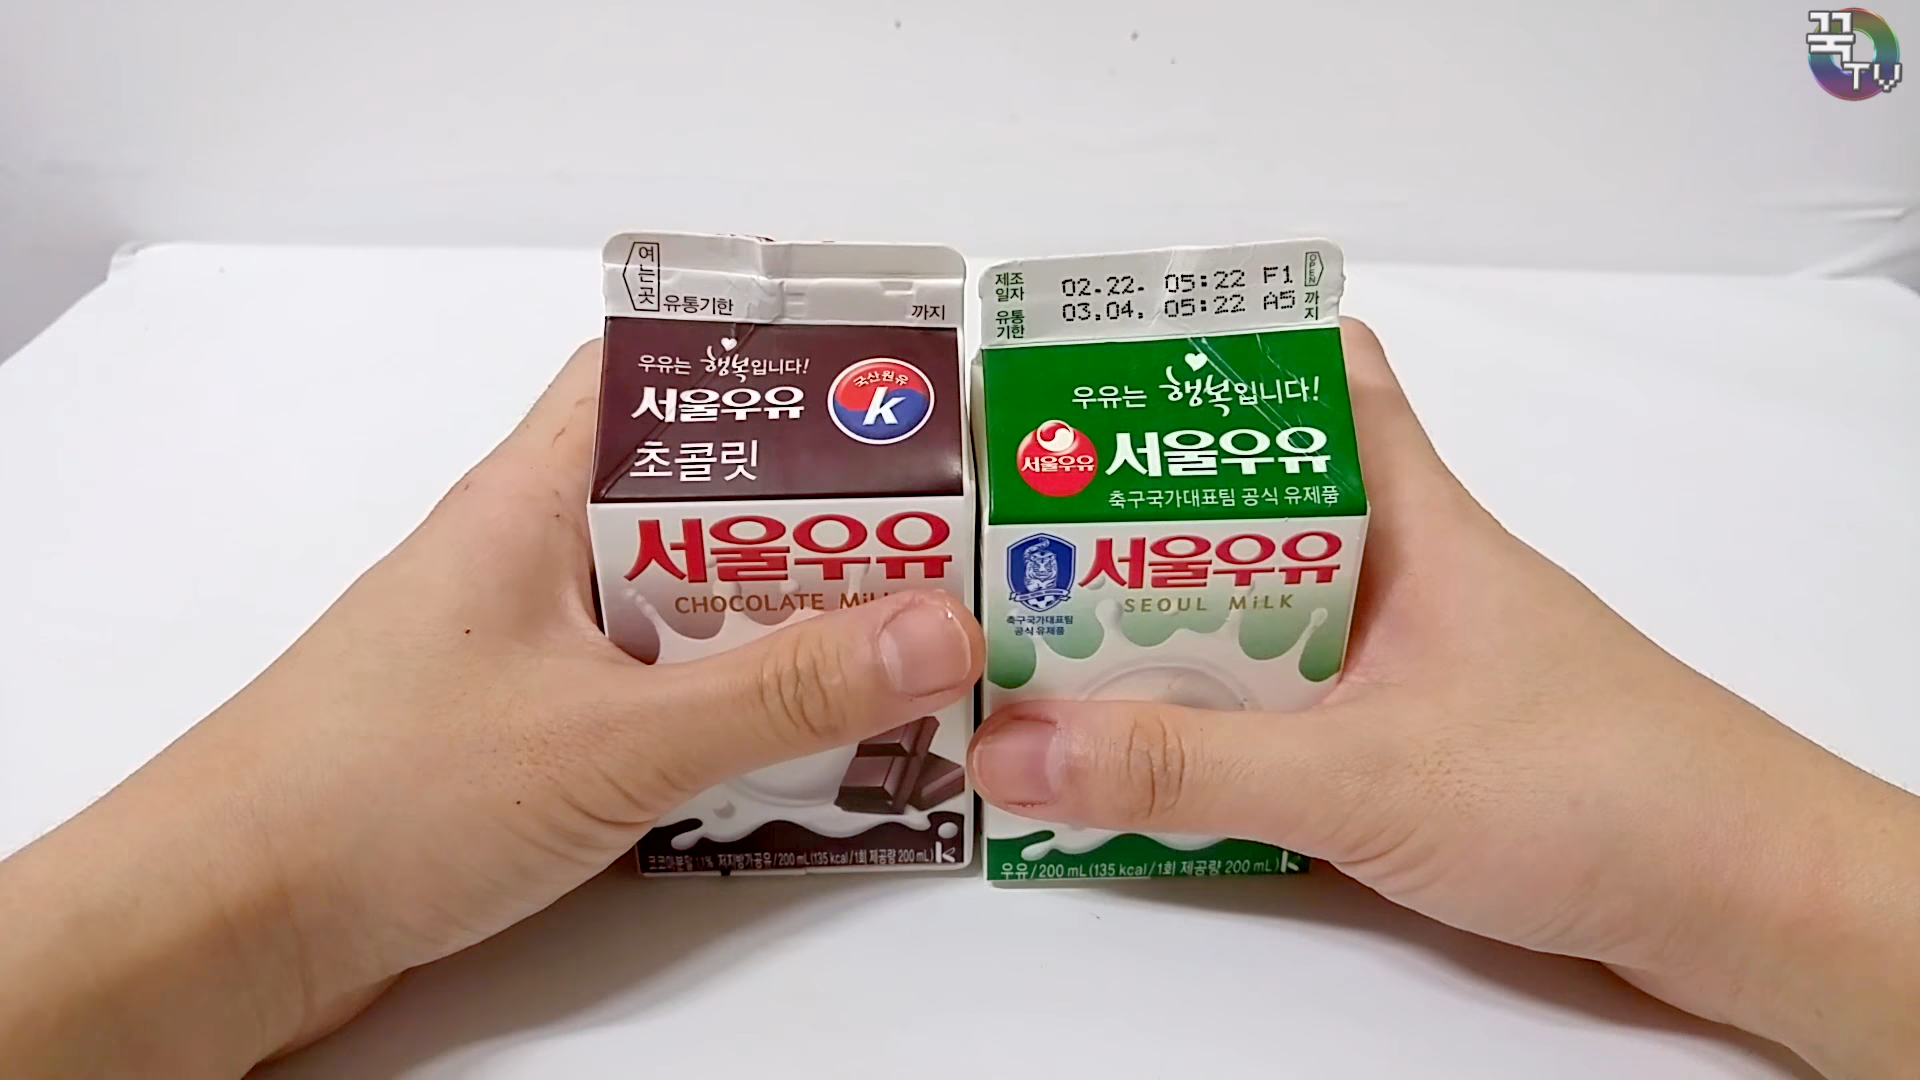 꾹
TV
여는곳
유통기한
까지
우유는 행복입니다!
서울우유
초콜릿
국산원유
k
서울우유
CHOCOLATE
저지방가공유/200 mL(135 kcal/1회 제공량 200 mL)
제조일자
02.22. 05:22 F1
OPEN
유통기한
03.04. 05:22 A5
까지
우유는 행복입니다!
서울우유
서울우유
축구국가대표팀 공식 유제품
서울우유
SEOUL MiLK
축구국가대표팀
공식 유제품
우유/200 mL(135 kcal/1회 제공량 200 mL)